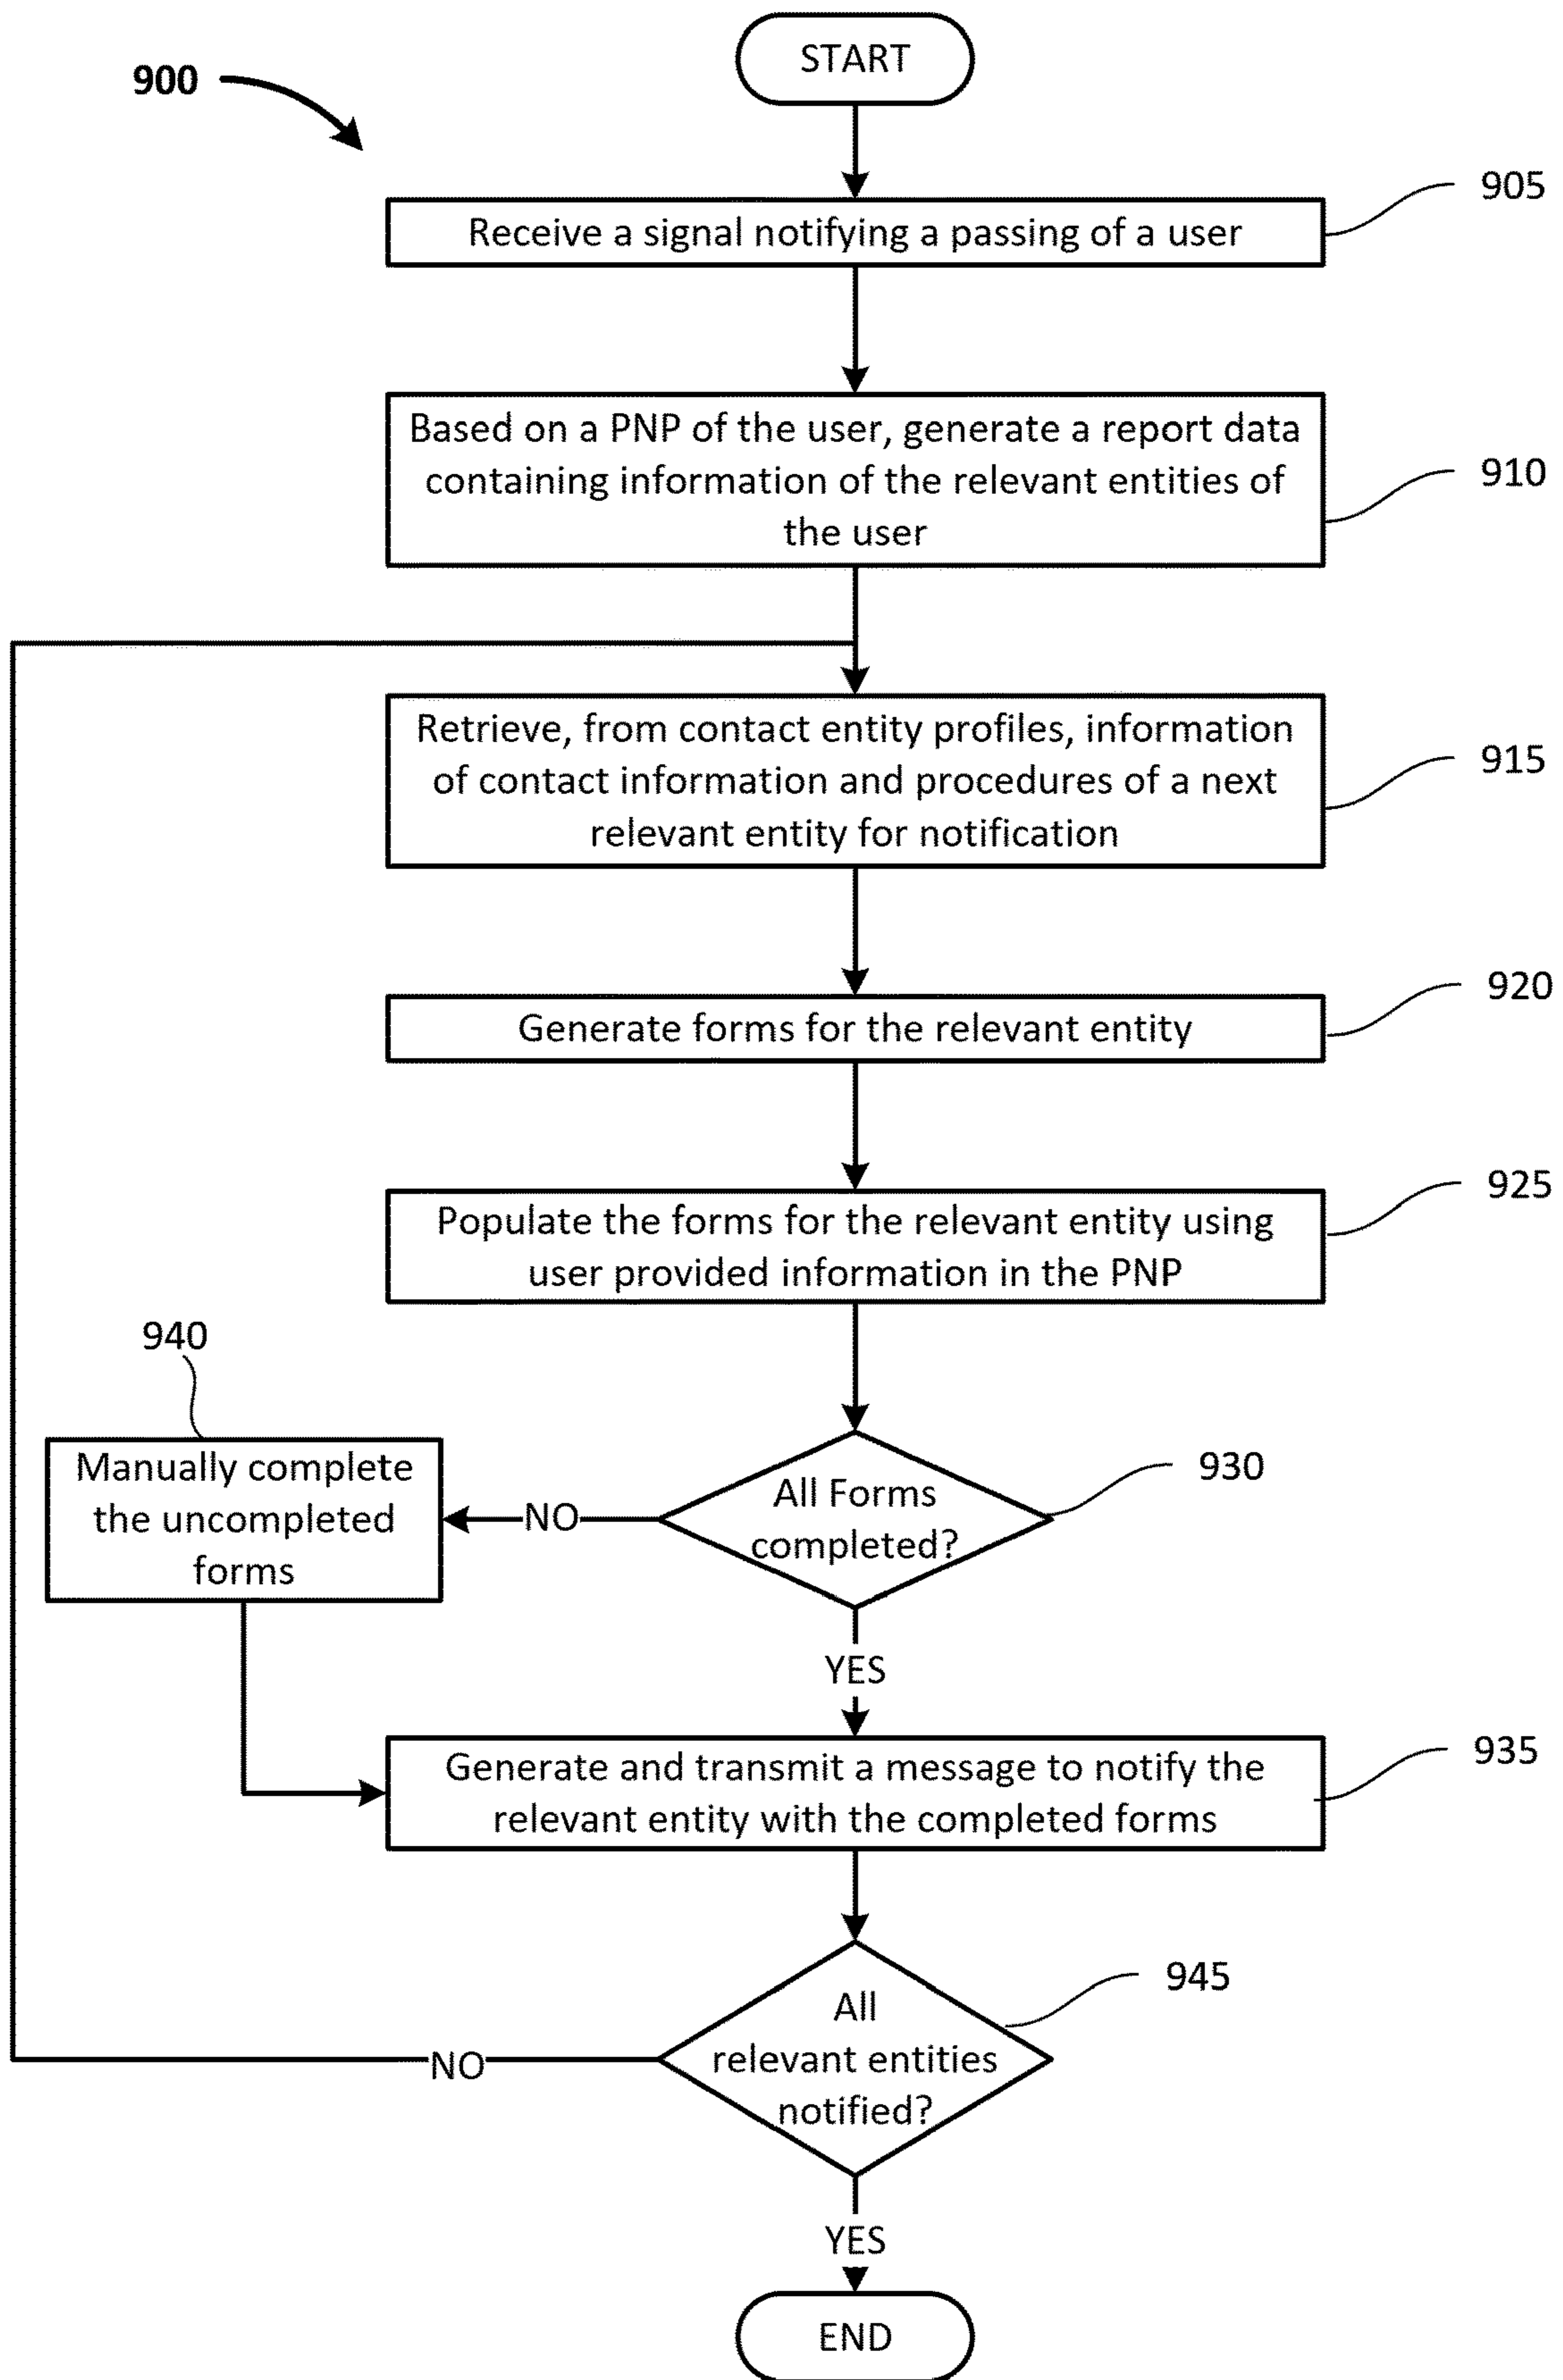 START
900
905
Receive a signal notifying a passing of a user
Based on a PNP of the user, generate a report data
containing information of the relevant entities of
the user
910
Retrieve, from contact entity profiles, information
of contact information and procedures of a next
relevant entity for notification
915
920
Generate forms for the relevant entity
925
Populate the forms for the relevant entity using
user provided information in the PNP
940
Manually complete
the uncompleted
forms
NO
All Forms
completed?
930
YES
935
Generate and transmit a message to notify the
relevant entity with the completed forms
945
All
relevant entities
notified?
NO
YES
END